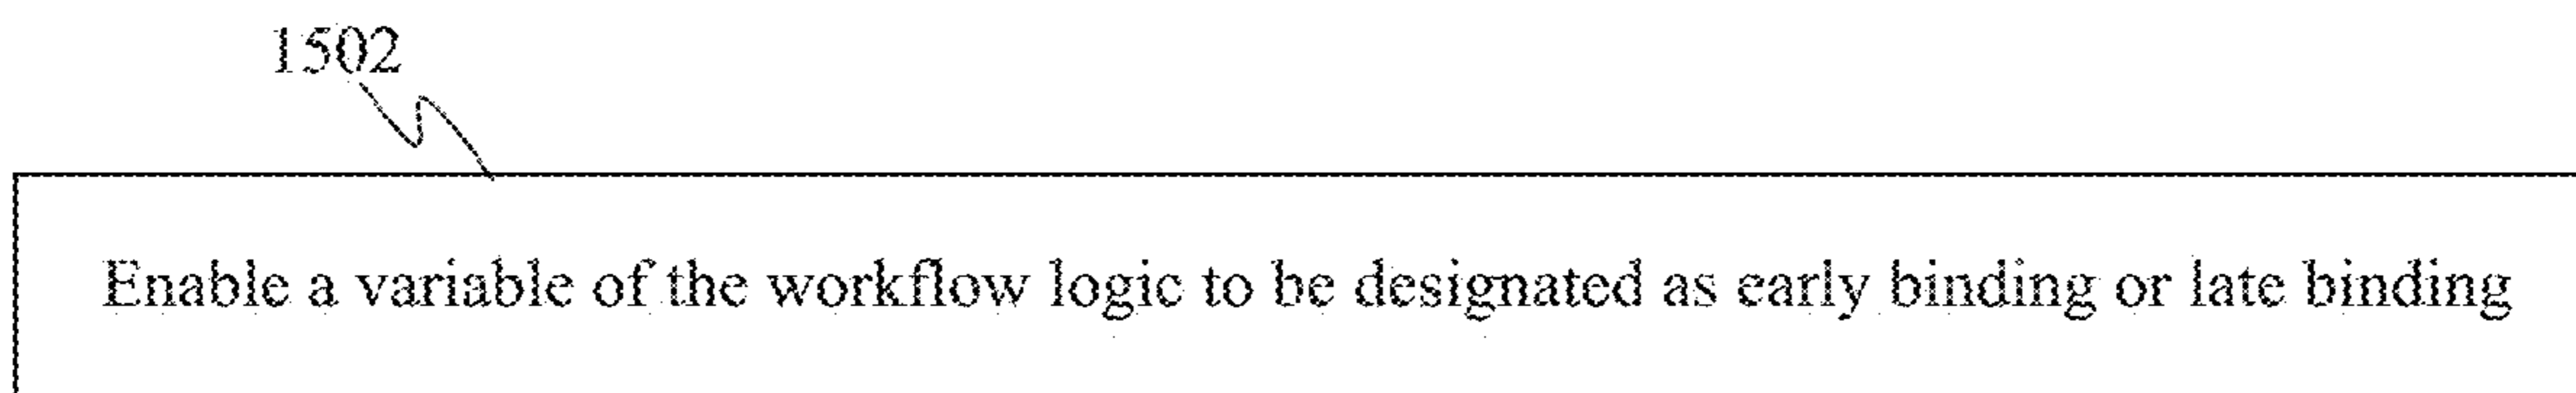 1502
Enable a variable of the workflow logic to be designated as early binding or late binding